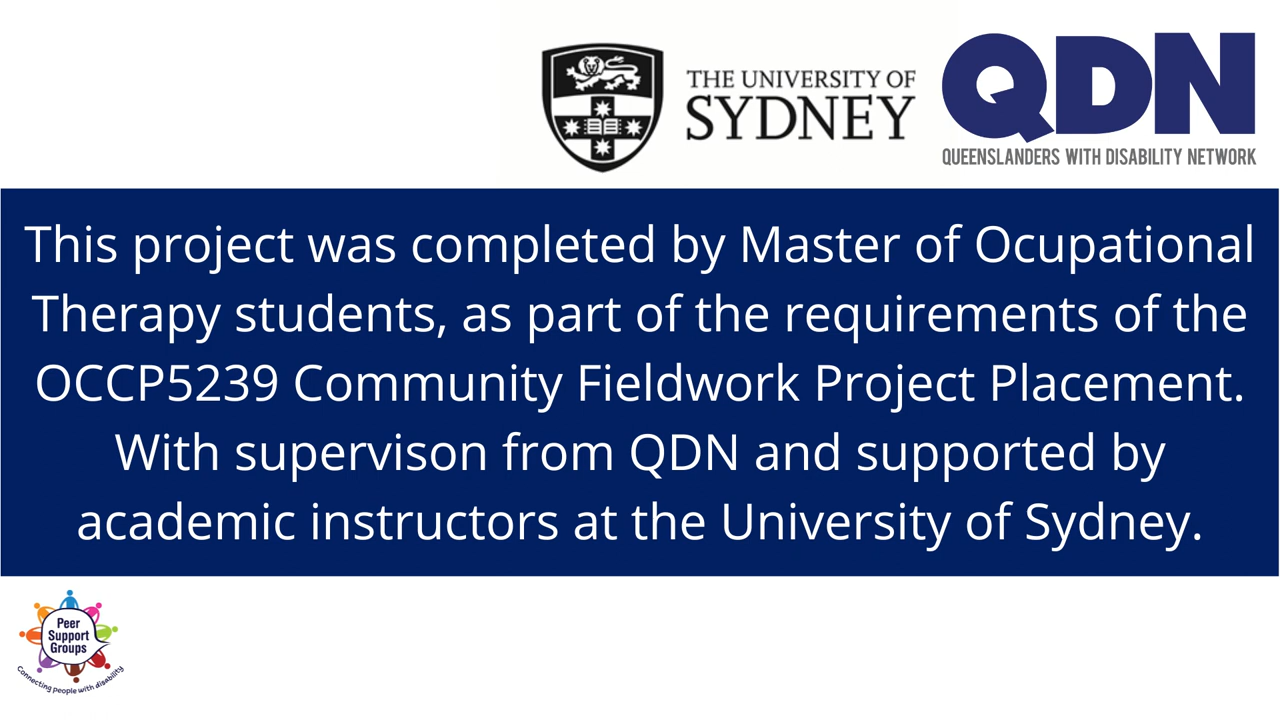 THE UNIVERSITY OF
SYDNEY
QDN
QUEENSLANDERS WITH DISABILITY NETWORK
This project was completed by Master of Ocupational
Therapy students, as part of the requirements of the
OCCP5239 Community Fieldwork Project Placement.
With supervison from QDN and supported by
academic instructors at the University of Sydney.
Peer
Support
Groups
Connecting people with disability